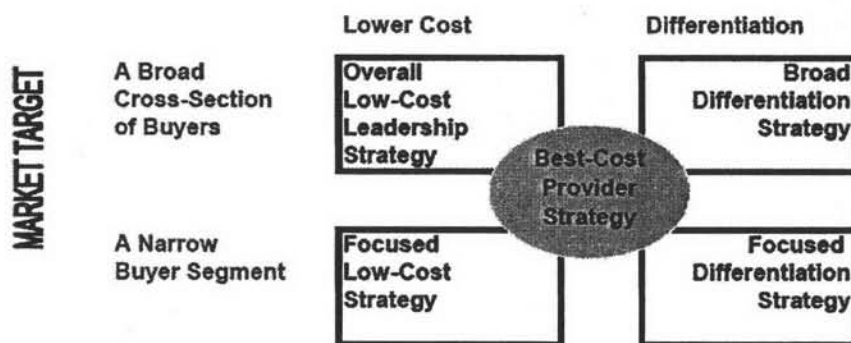 Lower Cost
Differentiation
MARKET TARGET
A Broad
Cross-Section
of Buyers
Overall
Low-Cost
Leadership
Strategy
Broad
Differentiation
Strategy
Best-Cost
Provider
Strategy
A Narrow
Buyer Segment
Focused
Low-Cost
Strategy
Focused
Differentiation
Strategy